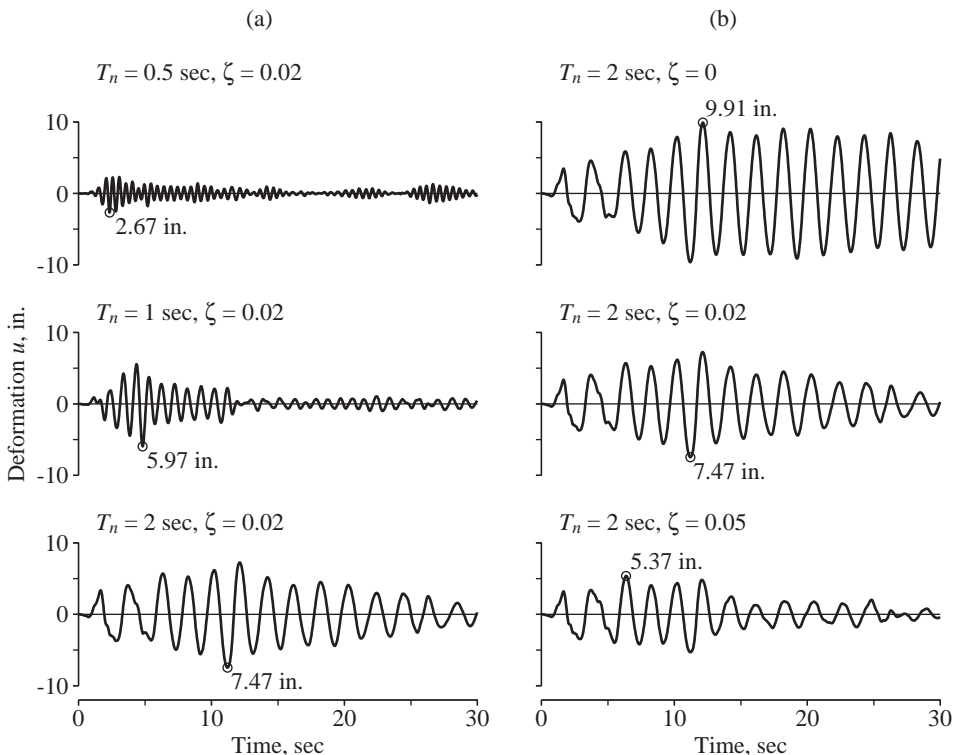 (a)
(b)
T_n = 0.5 sec, ζ = 0.02
T_n = 2 sec, ζ = 0
10
0
-10
2.67 in.
9.91 in.
T_n = 1 sec, ζ = 0.02
T_n = 2 sec, ζ = 0.02
Deformation u, in.
10
0
-10
5.97 in.
7.47 in.
T_n = 2 sec, ζ = 0.02
T_n = 2 sec, ζ = 0.05
10
0
-10
7.47 in.
5.37 in.
0 10 20 30
0 10 20 30
Time, sec
Time, sec